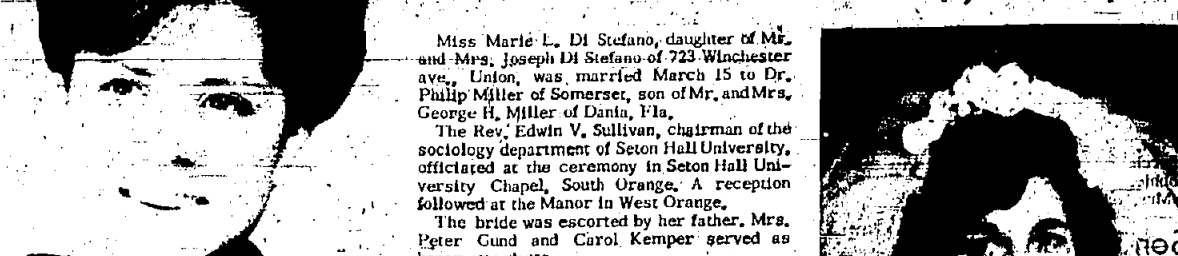 Miss Marie L. Di Stefano, daughter of Mr.
and Mrs. Joseph Di Stefano of 723 Winchester
ave., Union, was married March 15 to Dr.
Philip Miller of Somerset, son of Mr. and Mrs.
George H. Miller of Dania, Fla.
The Rev. Edwin V. Sullivan, chairman of the
sociology department of Seton Hall University,
officiated at the ceremony in Seton Hall Uni-
versity Chapel, South Orange. A reception
followed at the Manor in West Orange.
The bride was escorted by her father. Mrs.
Peter Gund and Carol Kemper served as